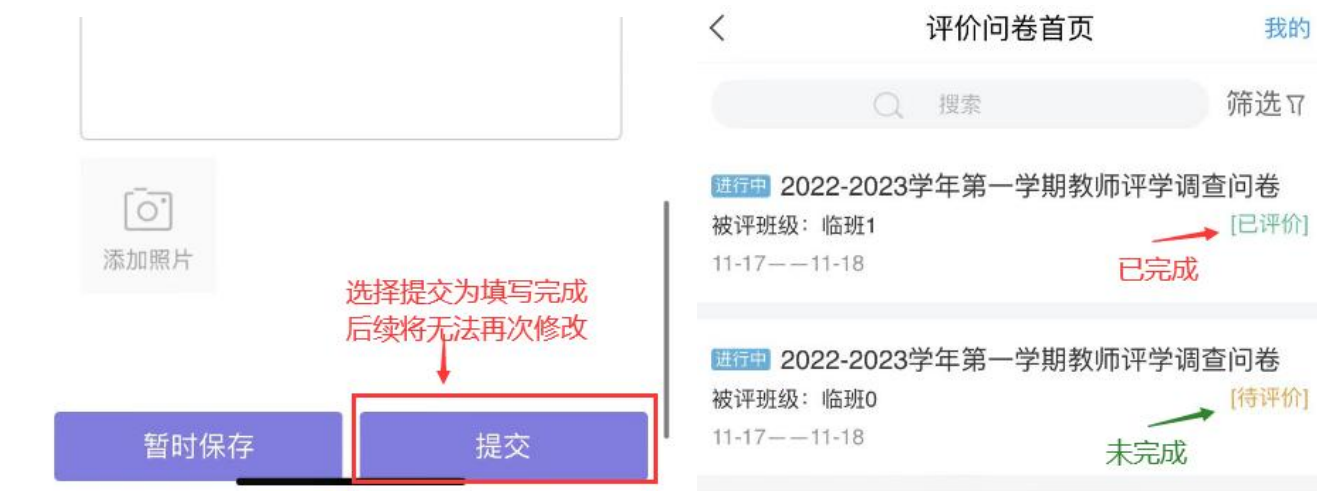 添加照片
选择提交为填写完成
后续将无法再次修改
暂时保存
提交
评价问卷首页
我的
搜索
筛选
进行中 2022-2023学年第一学期教师评学调查问卷
被评班级：临班1
[已评价]
11-17——11-18
已完成
进行中 2022-2023学年第一学期教师评学调查问卷
被评班级：临班0
[待评价]
11-17——11-18
未完成